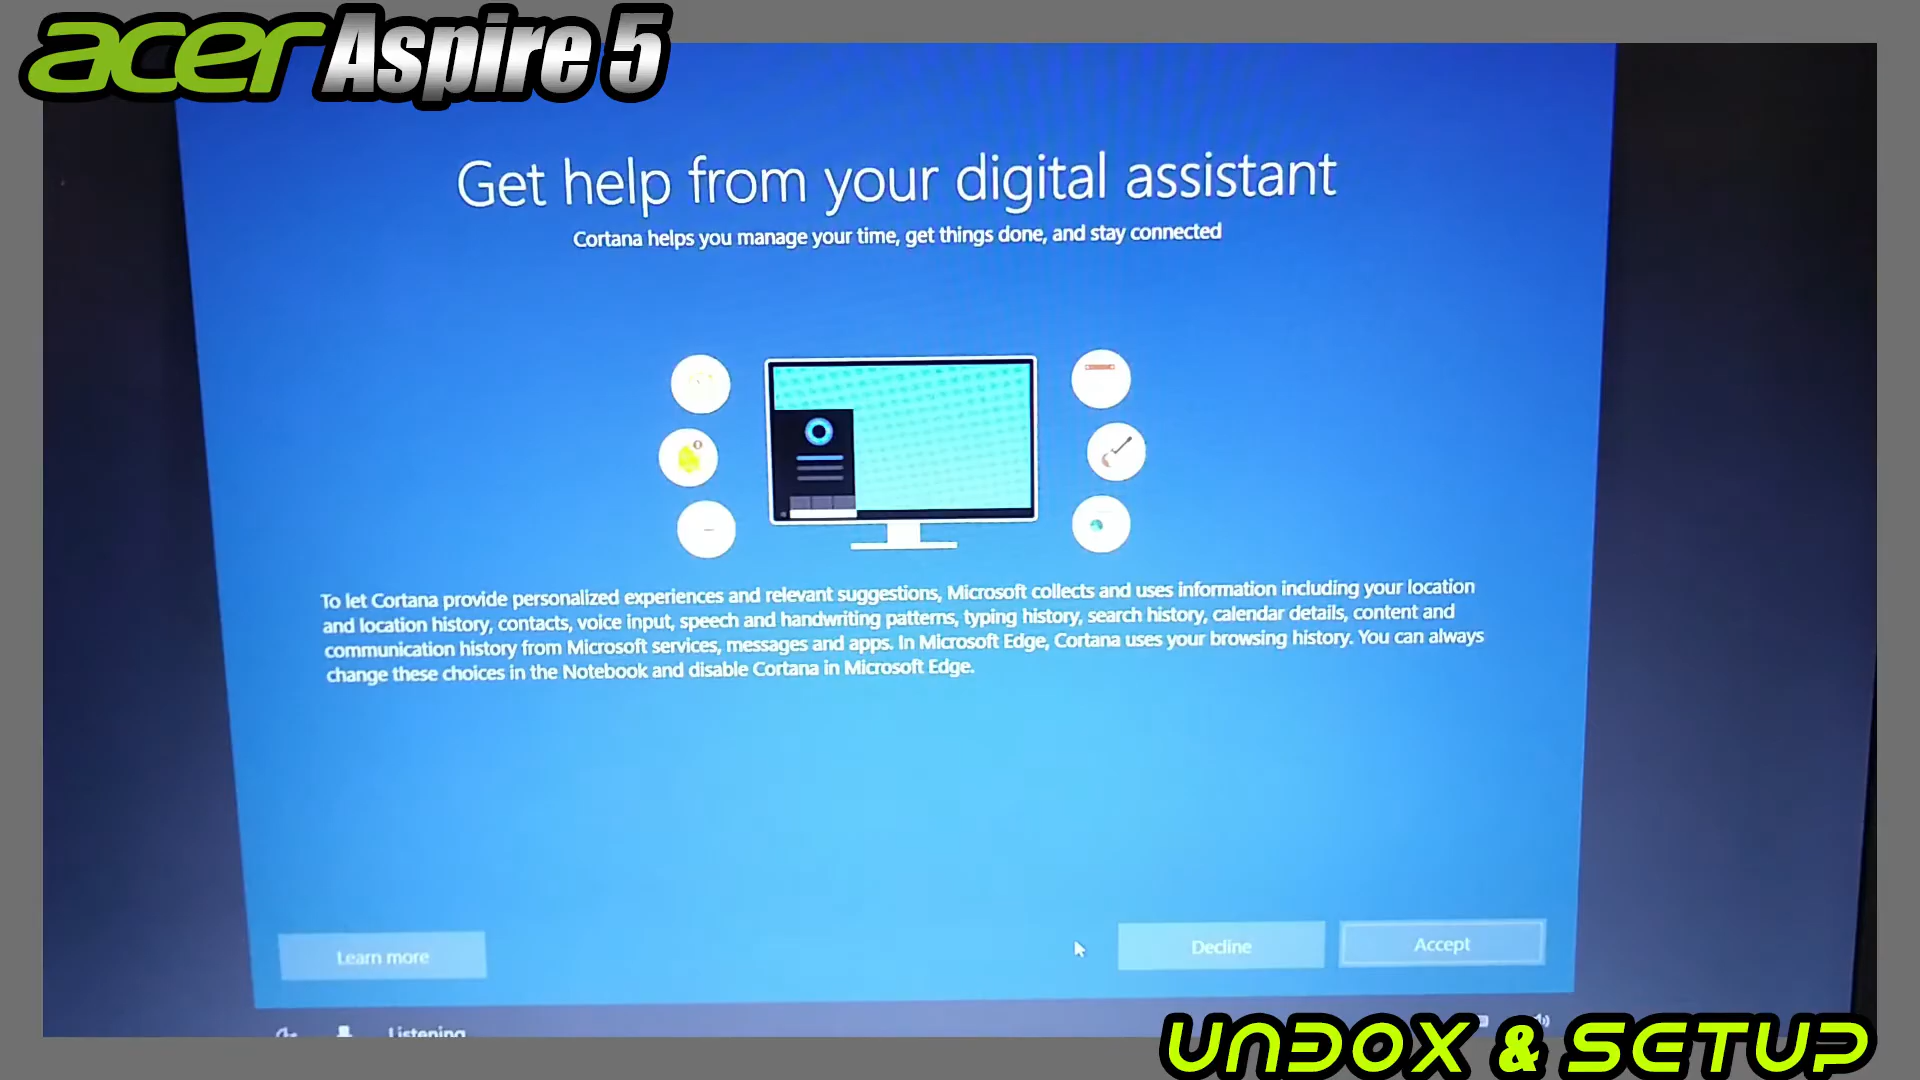 acer Aspire 5
Get help from your digital assistant
Cortana helps you manage your time, get things done, and stay connected
To let Cortana provide personalized experiences and relevant suggestions, Microsoft collects and uses information including your location
and location history, contacts, voice input, speech and handwriting patterns, typing history, search history, calendar details, content and
communication history from Microsoft services, messages and apps. In Microsoft Edge, Cortana uses your browsing history. You can always
change these choices in the Notebook and disable Cortana in Microsoft Edge.
Learn more
Decline
Accept
Listening
UNBOX & SETUP